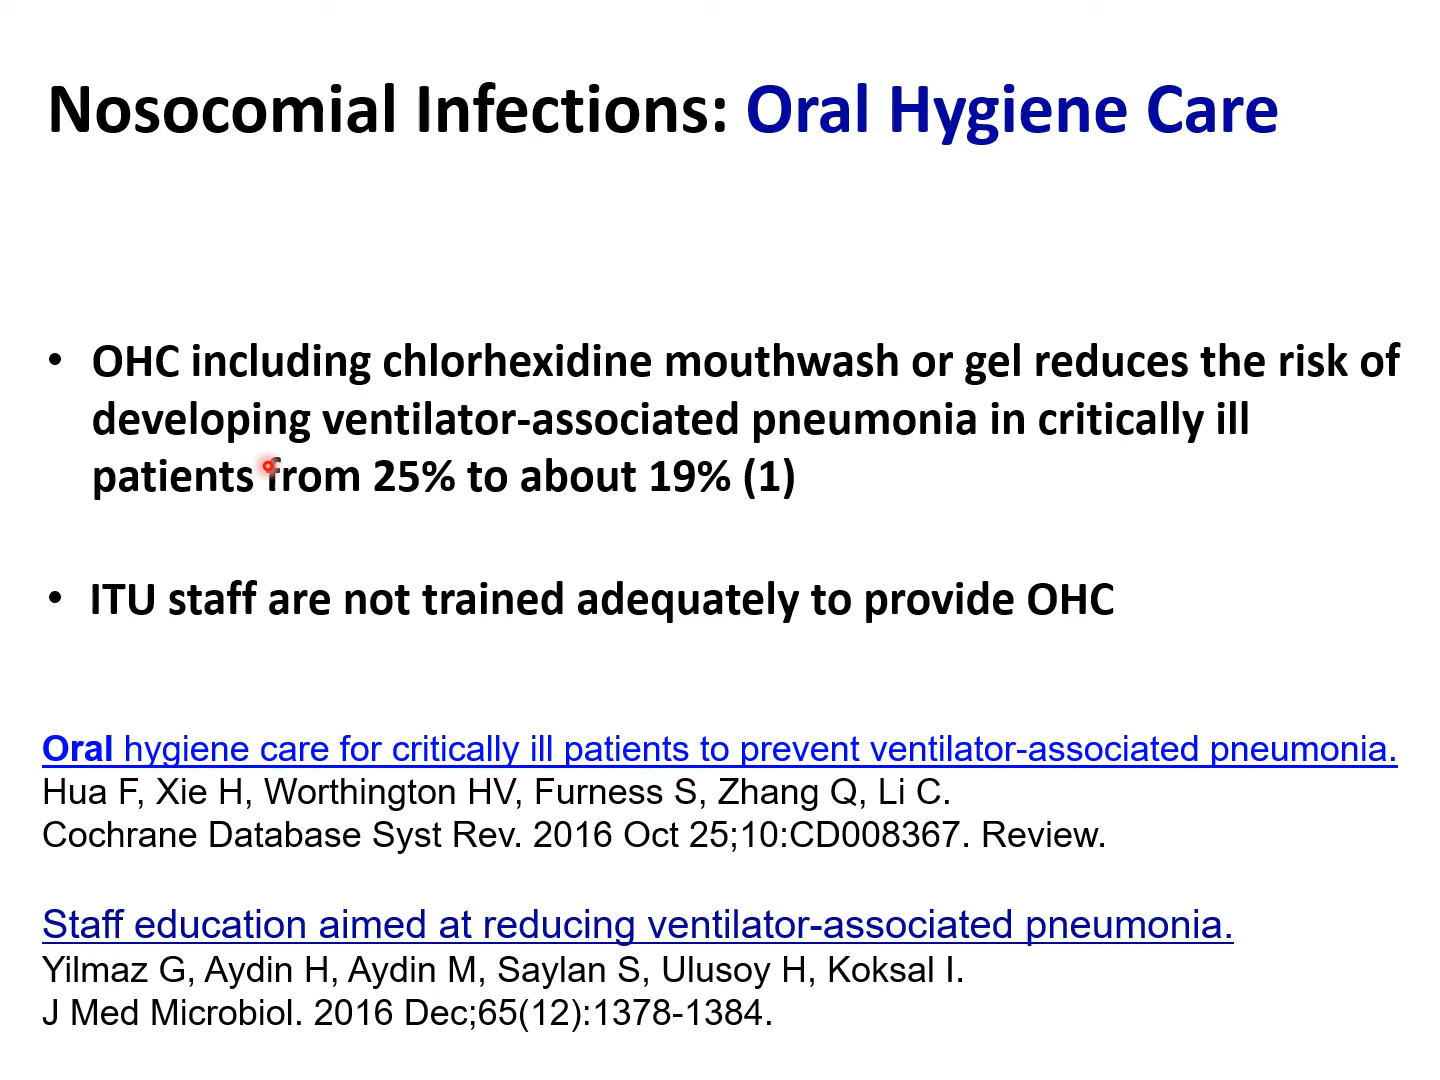 Nosocomial Infections: Oral Hygiene Care
• OHC including chlorhexidine mouthwash or gel reduces the risk of
developing ventilator-associated pneumonia in critically ill
patients from 25% to about 19% (1)
• ITU staff are not trained adequately to provide OHC
Oral hygiene care for critically ill patients to prevent ventilator-associated pneumonia.
Hua F, Xie H, Worthington HV, Furness S, Zhang Q, Li C.
Cochrane Database Syst Rev. 2016 Oct 25;10:CD008367. Review.
Staff education aimed at reducing ventilator-associated pneumonia.
Yilmaz G, Aydin H, Aydin M, Saylan S, Ulusoy H, Koksal I.
J Med Microbiol. 2016 Dec;65(12):1378-1384.